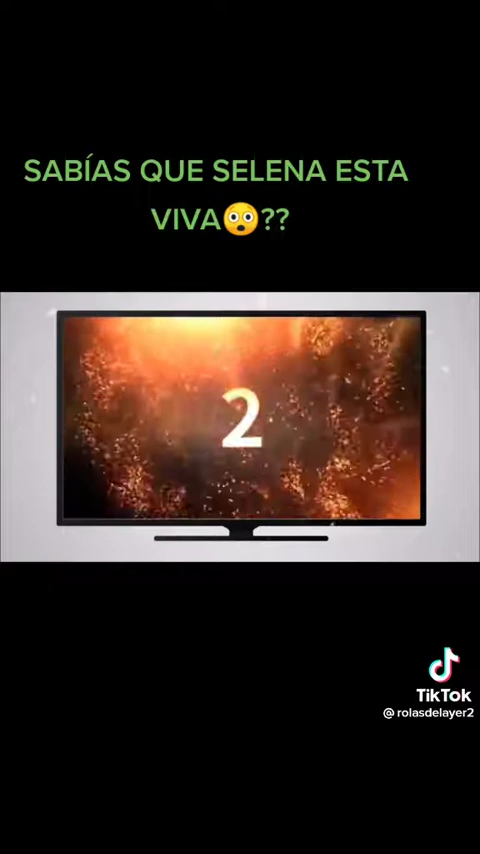 SABÍAS QUE SELENA ESTA
VIVA😳??
2
TikTok
@rolasdelayer2